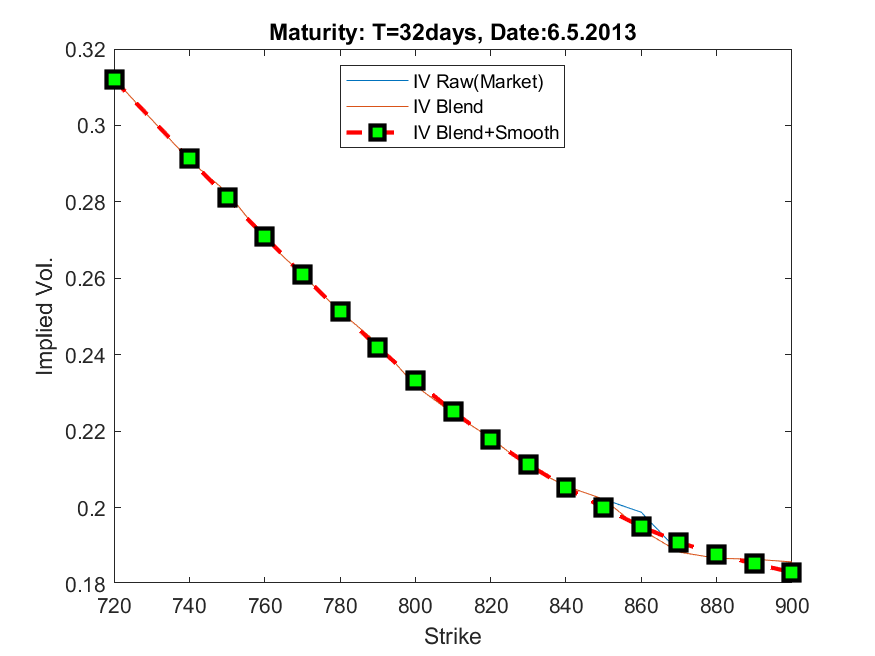 Maturity: T=32days, Date:6.5.2013
IV Raw(Market)
IV Blend
IV Blend+Smooth
Implied Vol.
0.32
0.3
0.28
0.26
0.24
0.22
0.2
0.18
720 740 760 780 800 820 840 860 880 900
Strike